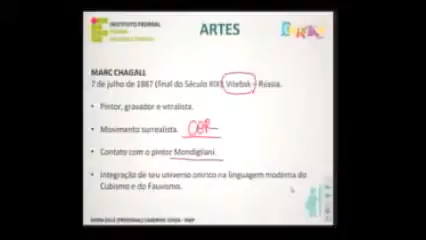 INSTITUTO FEDERAL
ARTES
MARC CHAGALL
7 de julho de 1887 (final do Século XIX), Vitebsk – Rússia.
• Pintor, gravador e vitralista.
• Movimento surrealista. COR
• Contato com o pintor Mondigliani.
• Integração de seu universo onírico na linguagem moderna do
Cubismo e do Fauvismo.